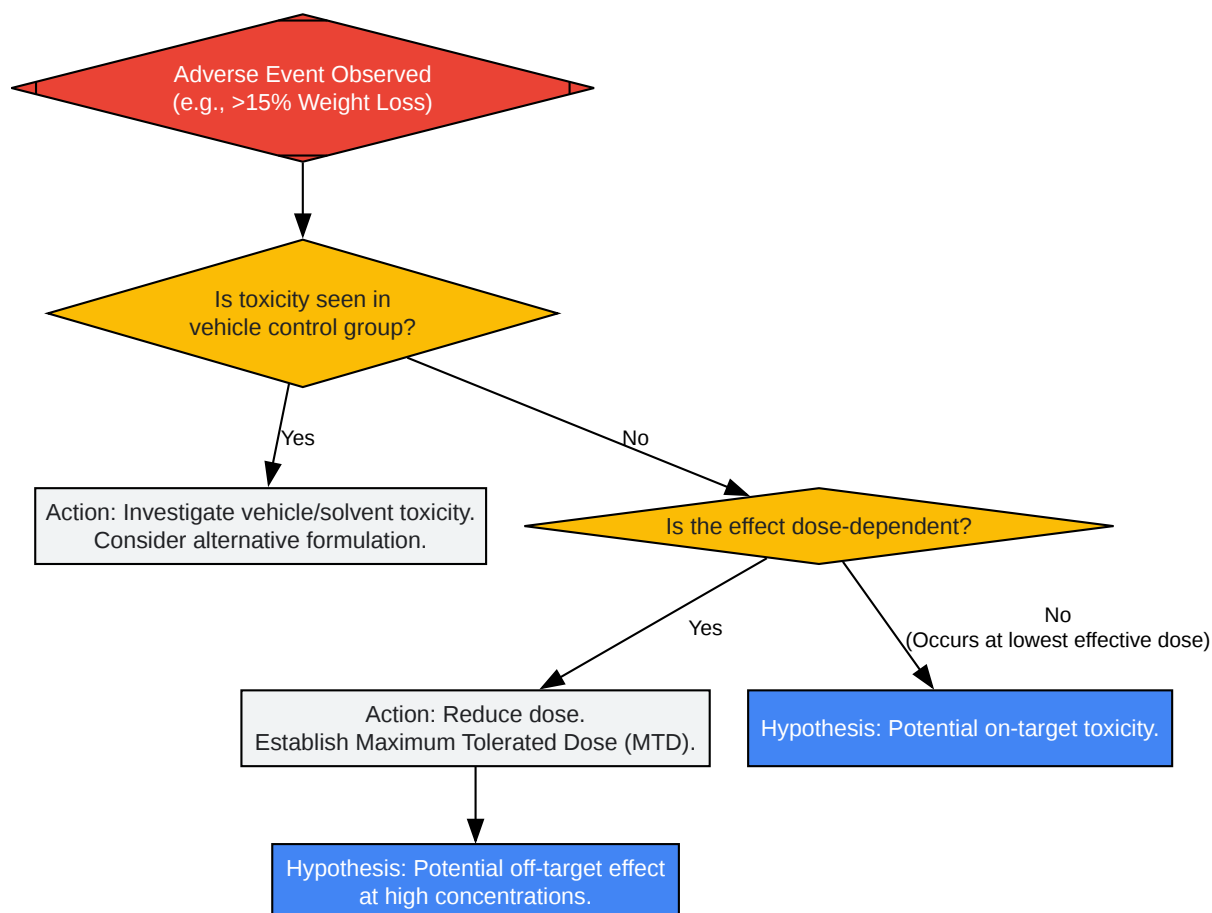 Adverse Event Observed
(e.g., >15% Weight Loss)
Is toxicity seen in
vehicle control group?
Yes
No
Action: Investigate vehicle/solvent toxicity.
Consider alternative formulation.
Is the effect dose-dependent?
Yes
No
(Occurs at lowest effective dose)
Action: Reduce dose.
Establish Maximum Tolerated Dose (MTD).
Hypothesis: Potential on-target toxicity.
Hypothesis: Potential off-target effect
at high concentrations.